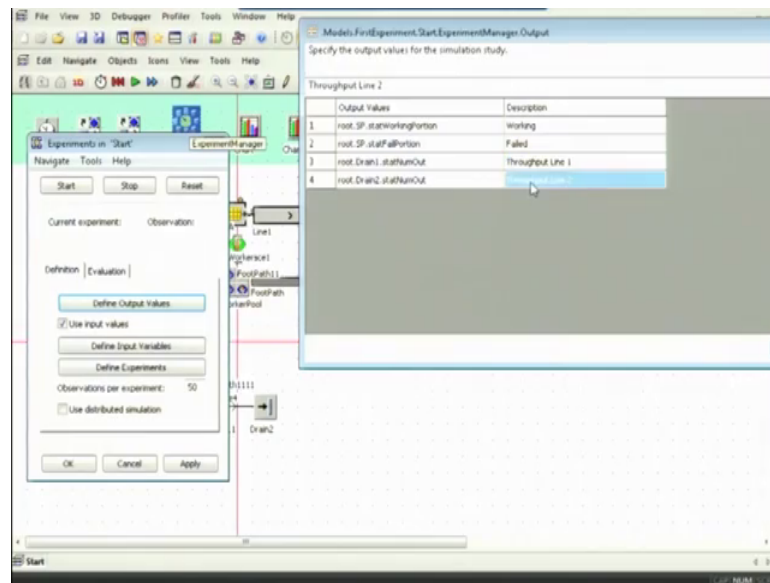 File View 3D Debugger Profiler Tools Window Help
Edit Navigate Objects Icons View Tools Help
ExperimentManager
Experiments in "Start"
Navigate Tools Help
Start Stop Reset
Current experiment: Observation:
Definition Evaluation
Define Output Values
Use input values
Define Input Variables
Define Experiments
Observations per experiment: 50
Use distributed simulation
OK Cancel Apply
.Models.FirstExperiment.Start.ExperimentManager.Output
Specify the output values for the simulation study.
Throughput Line 2
Output Values Description
1 root.SP.statWorkingPortion Working
2 root.SP.statFailPortion Failed
3 root.Drain1.statNumOut Throughput Line 1
4 root.Drain2.statNumOut Throughput Line 2
Line1
FootPath11
FootPath
Drain2
Start
NUM